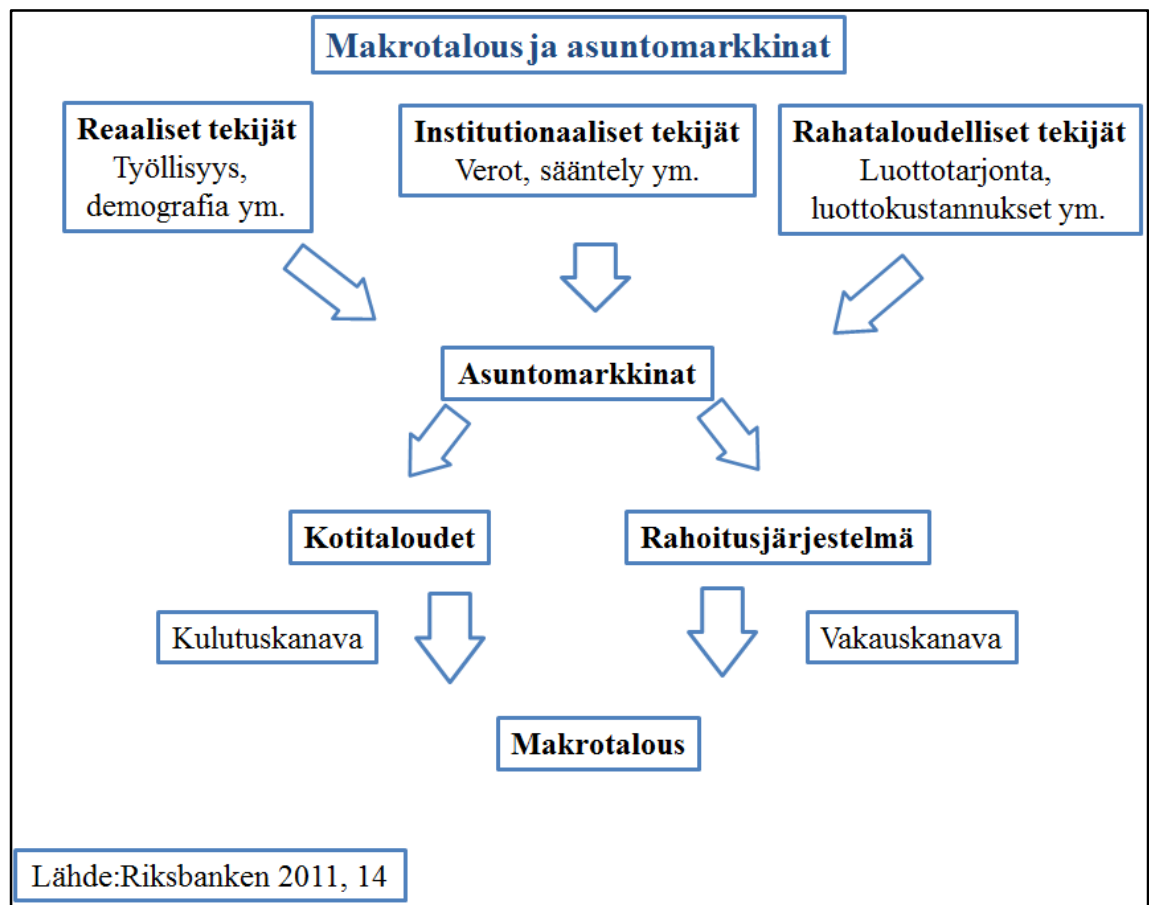 Makrotalous ja asuntomarkkinat
Reaaliset tekijät
Työllisyys,
demografia ym.
Institutionaaliset tekijät
Verot, sääntely ym.
Rahataloudelliset tekijät
Luottotarjonta,
luottokustannukset ym.
Asuntomarkkinat
Kotitaloudet
Rahoitusjärjestelmä
Kulutuskanava
Vakauskanava
Makrotalous
Lähde:Riksbanken 2011, 14